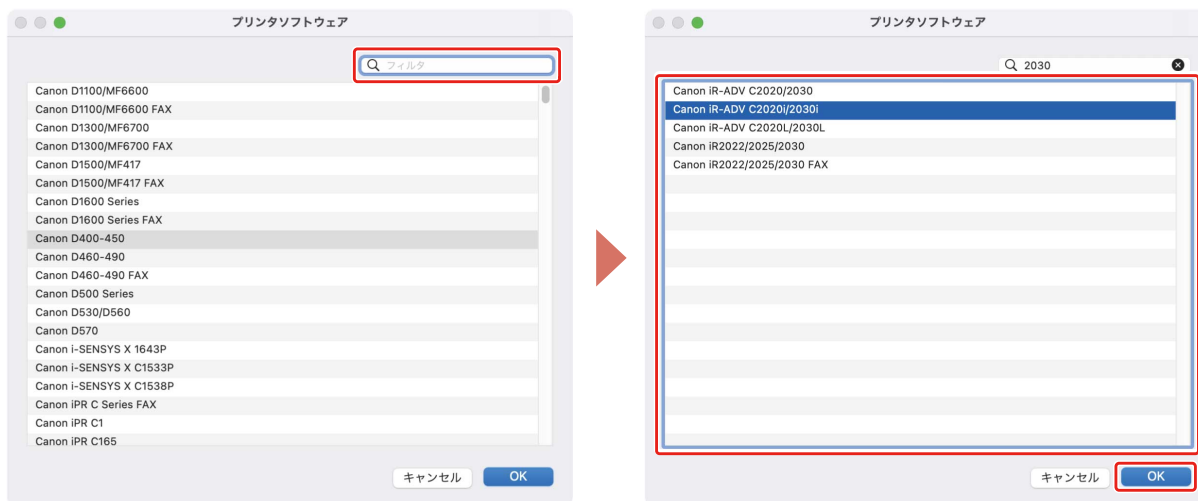 プリンタソフトウェア
フィルタ
Canon D1100/MF6600
Canon D1100/MF6600 FAX
Canon D1300/MF6700
Canon D1300/MF6700 FAX
Canon D1500/MF417
Canon D1500/MF417 FAX
Canon D1600 Series
Canon D1600 Series FAX
Canon D400-450
Canon D460-490
Canon D460-490 FAX
Canon D500 Series
Canon D530/D560
Canon D570
Canon i-SENSYS X 1643P
Canon i-SENSYS X C1533P
Canon i-SENSYS X C1538P
Canon iPR C Series FAX
Canon iPR C1
Canon iPR C165
キャンセル
OK
プリンタソフトウェア
2030
Canon iR-ADV C2020/2030
Canon iR-ADV C2020i/2030i
Canon iR-ADV C2020L/2030L
Canon iR2022/2025/2030
Canon iR2022/2025/2030 FAX
キャンセル
OK